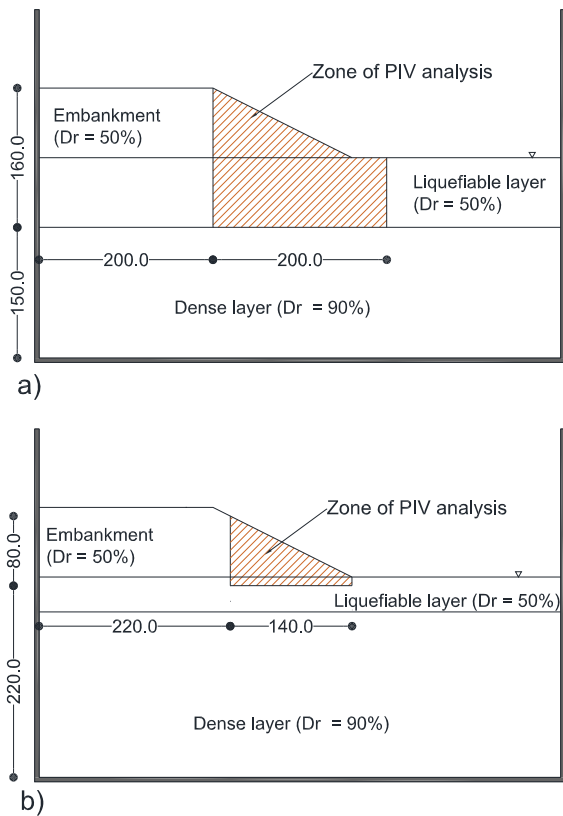 Zone of PIV analysis
Embankment
(Dr = 50%)
160.0
Liquefiable layer
(Dr = 50%)
200.0
200.0
150.0
Dense layer (Dr = 90%)
a)
Zone of PIV analysis
Embankment
(Dr = 50%)
80.0
Liquefiable layer (Dr = 50%)
220.0
140.0
220.0
Dense layer (Dr = 90%)
b)